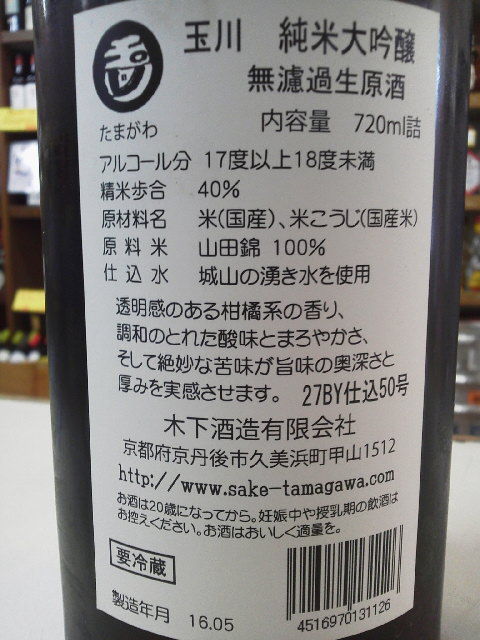 玉川 純米大吟醸
無濾過生原酒
たまがわ
内容量 720ml詰
アルコール分 17度以上18度未満
精米歩合 40%
原材料名 米(国産)、米こうじ(国産米)
原料米 山田錦 100%
仕込水 城山の湧き水を使用
透明感のある柑橘系の香り、
調和のとれた酸味とまろやかさ、
そして絶妙な苦味が旨味の奥深さと
厚みを実感させます。 27BY仕込50号
木下酒造有限会社
京都府京丹後市久美浜町甲山1512
http://www.sake-tamagawa.com
お酒は20歳になってから。妊娠中や授乳期の飲酒は
お控えください。お酒はおいしく適量を。
要冷蔵
製造年月 16.05
4516970131126